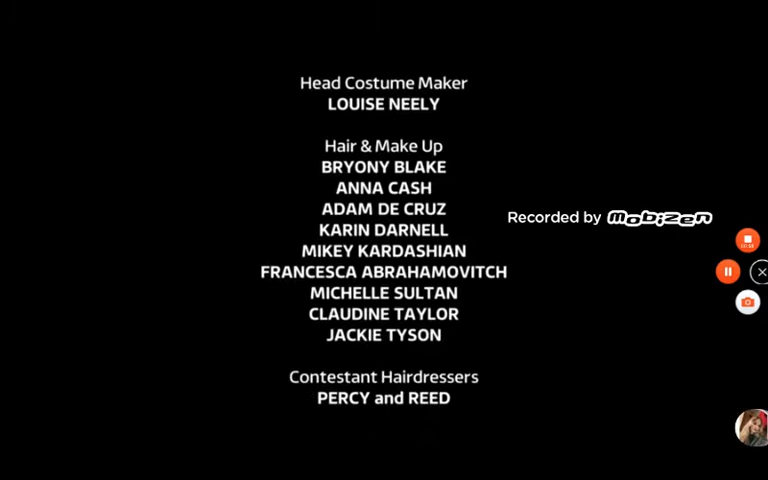 Head Costume Maker
LOUISE NEELY
Hair & Make Up
BRYONY BLAKE
ANNA CASH
ADAM DE CRUZ
KARIN DARNELL
MIKEY KARDASHIAN
FRANCESCA ABRAHAMOVITCH
MICHELLE SULTAN
CLAUDINE TAYLOR
JACKIE TYSON
Contestant Hairdressers
PERCY and REED
Recorded by Mobizen